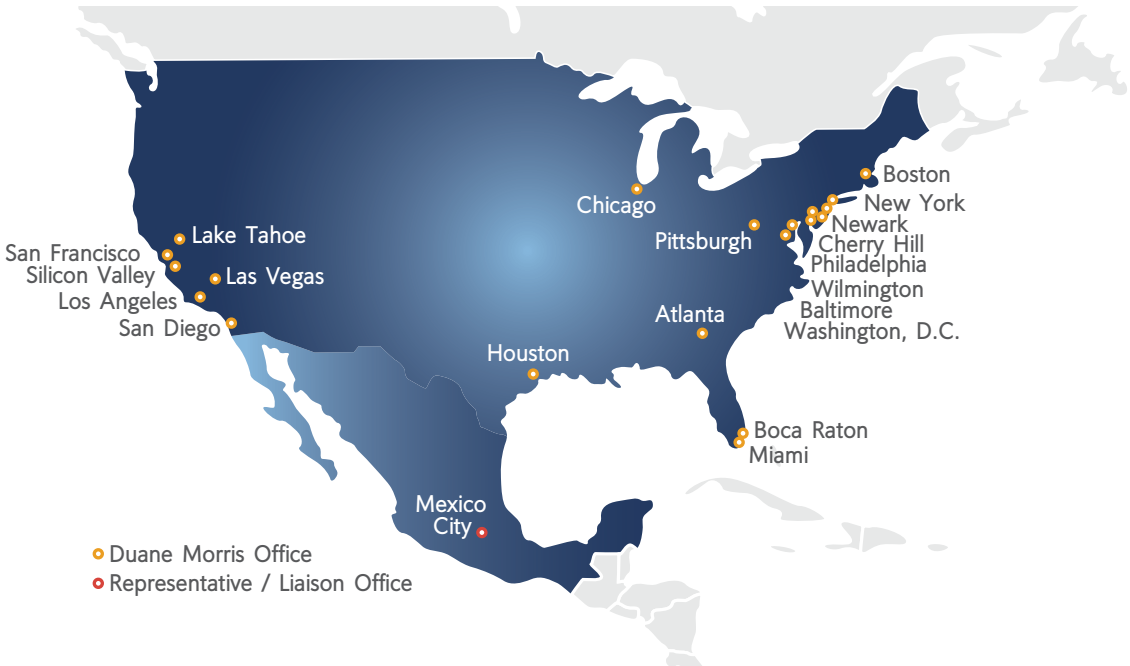 Boston
Chicago
New York
Newark
Pittsburgh
Cherry Hill
Philadelphia
Lake Tahoe
San Francisco
Silicon Valley
Las Vegas
Los Angeles
San Diego
Wilmington
Baltimore
Washington, D.C.
Atlanta
Houston
Boca Raton
Miami
Mexico
City
Duane Morris Office
Representative / Liaison Office